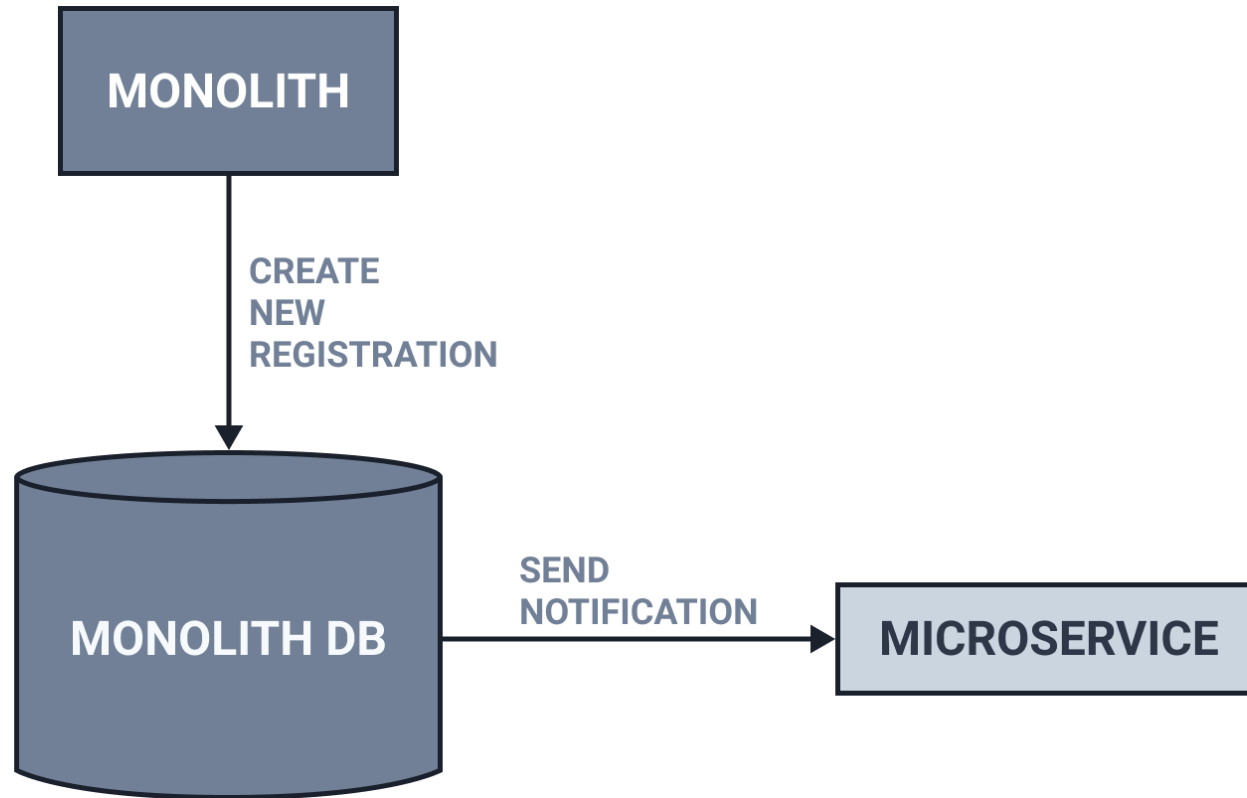 MONOLITH
CREATE
NEW
REGISTRATION
MONOLITH DB
SEND
NOTIFICATION
MICROSERVICE